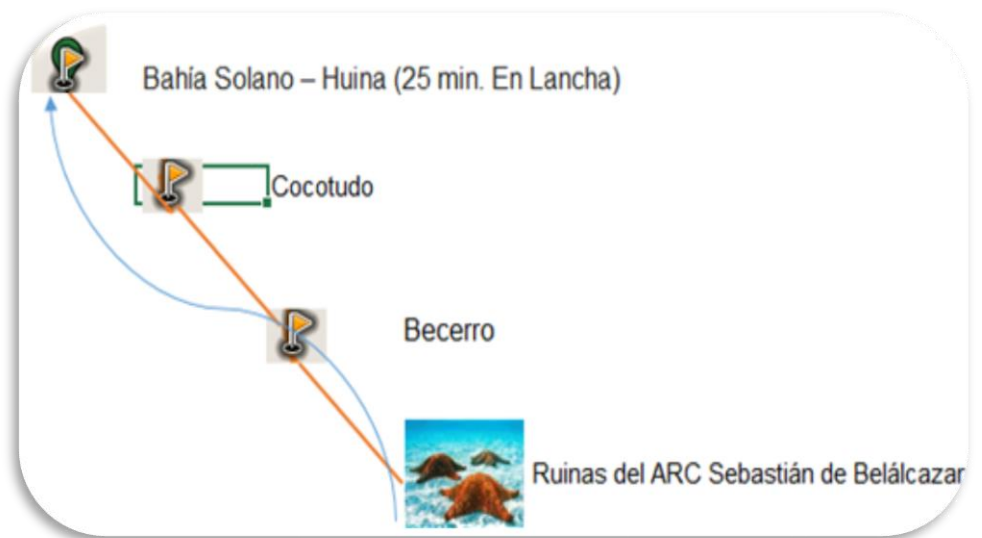 Bahía Solano – Huina (25 min. En Lancha)
Cocotudo
Becerro
Ruinas del ARC Sebastián de Belálcazar